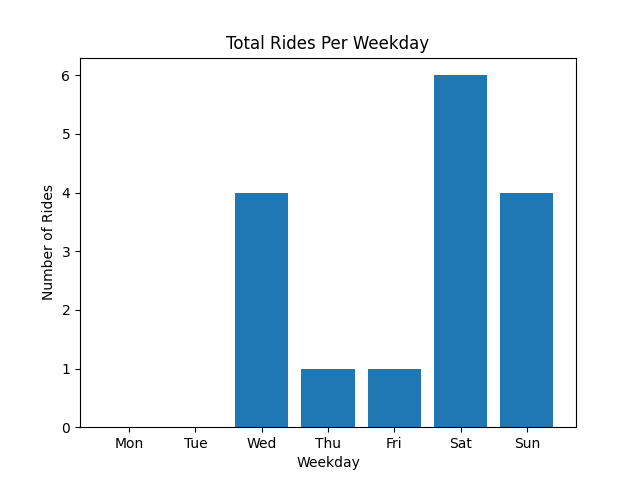 Total Rides Per Weekday
Number of Rides
6
5
4
3
2
1
0
Mon Tue Wed Thu Fri Sat Sun
Weekday